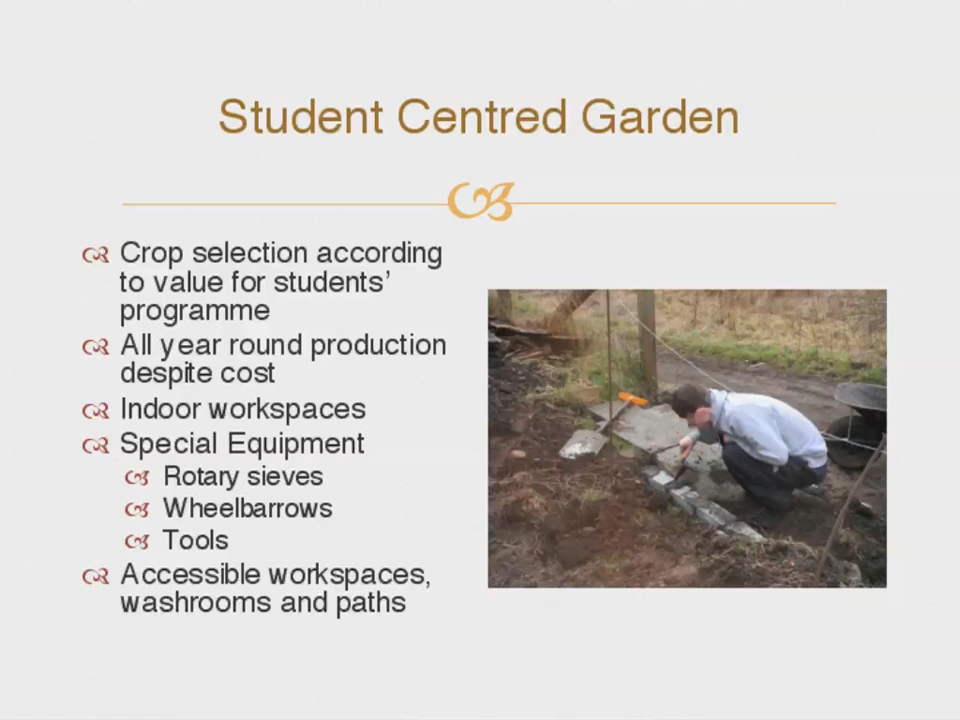 Student Centred Garden
Crop selection according
to value for students’
programme
All year round production
despite cost
Indoor workspaces
Special Equipment
Rotary sieves
Wheelbarrows
Tools
Accessible workspaces,
washrooms and paths